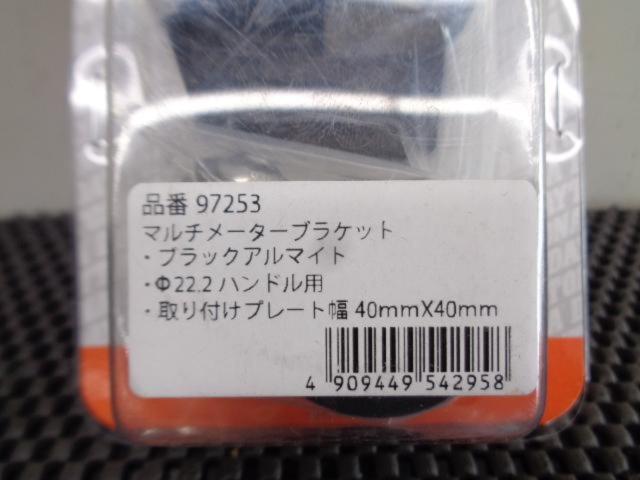 品番 97253
マルチメーターブラケット
・ブラックアルマイト
・Φ22.2ハンドル用
・取り付けプレート幅 40mmX40mm
4 909449 542958